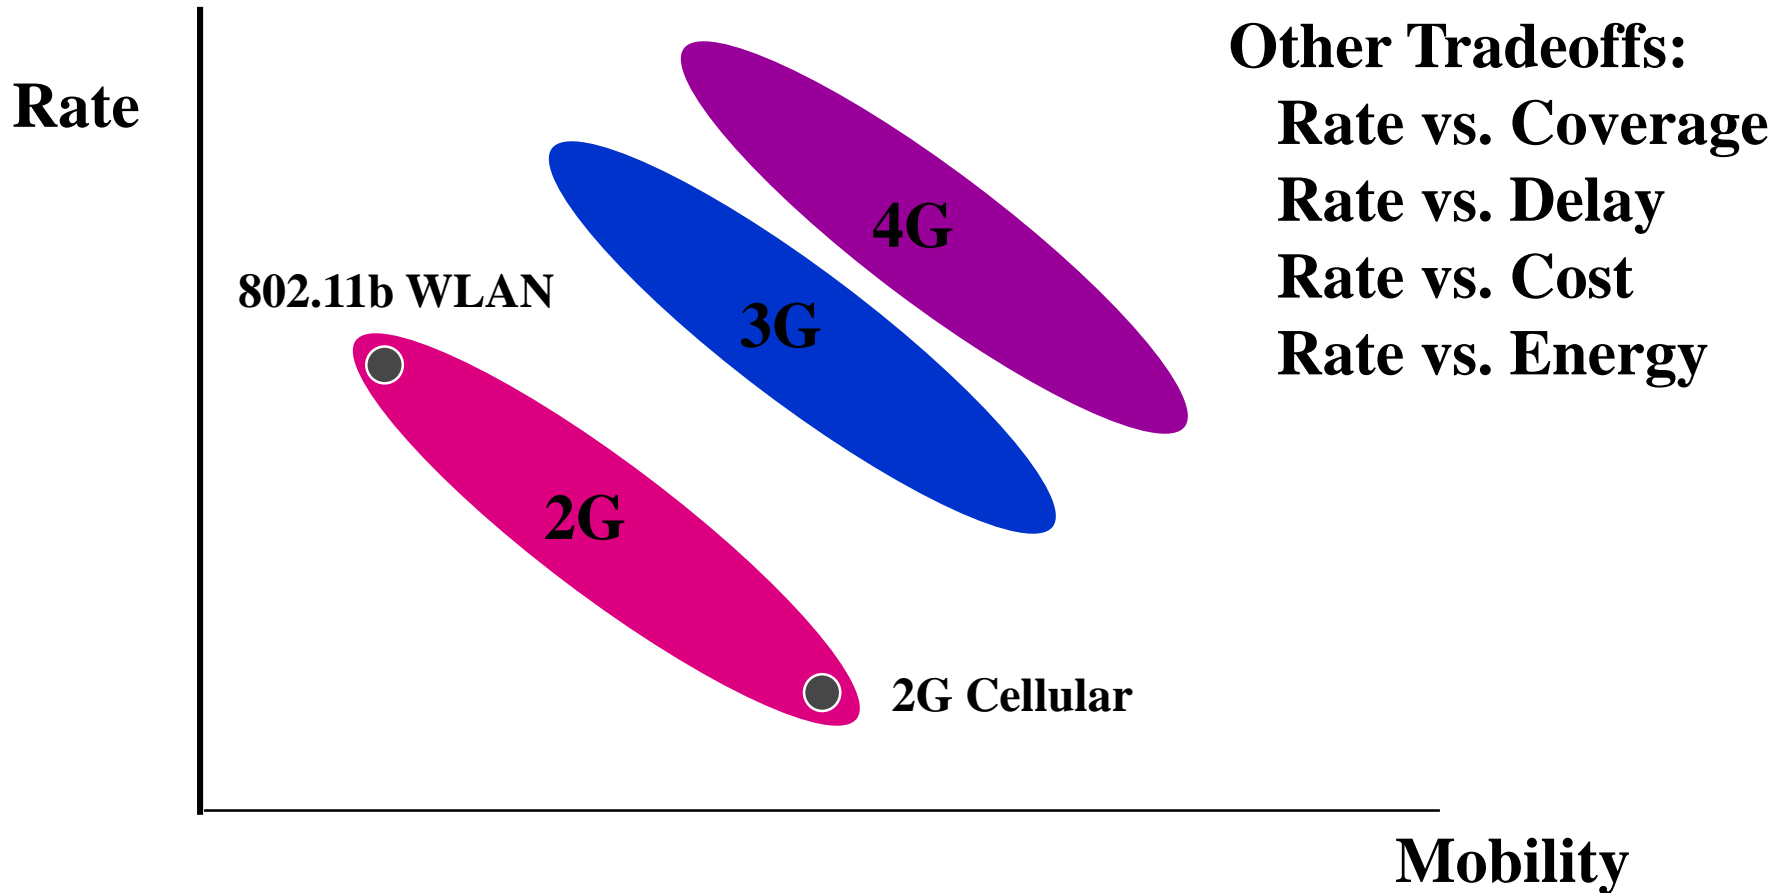 Other Tradeoffs:
Rate
Rate vs. Coverage
Rate vs. Delay
4G
802.11b WLAN
Rate vs. Cost
3G
Rate vs. Energy
2G
2G Cellular
Mobility